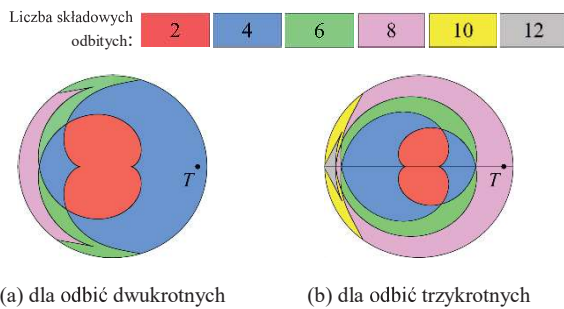 Liczba składowych
odbitych:
2 4 6 8 10 12
T T
(a) dla odbić dwukrotnych (b) dla odbić trzykrotnych